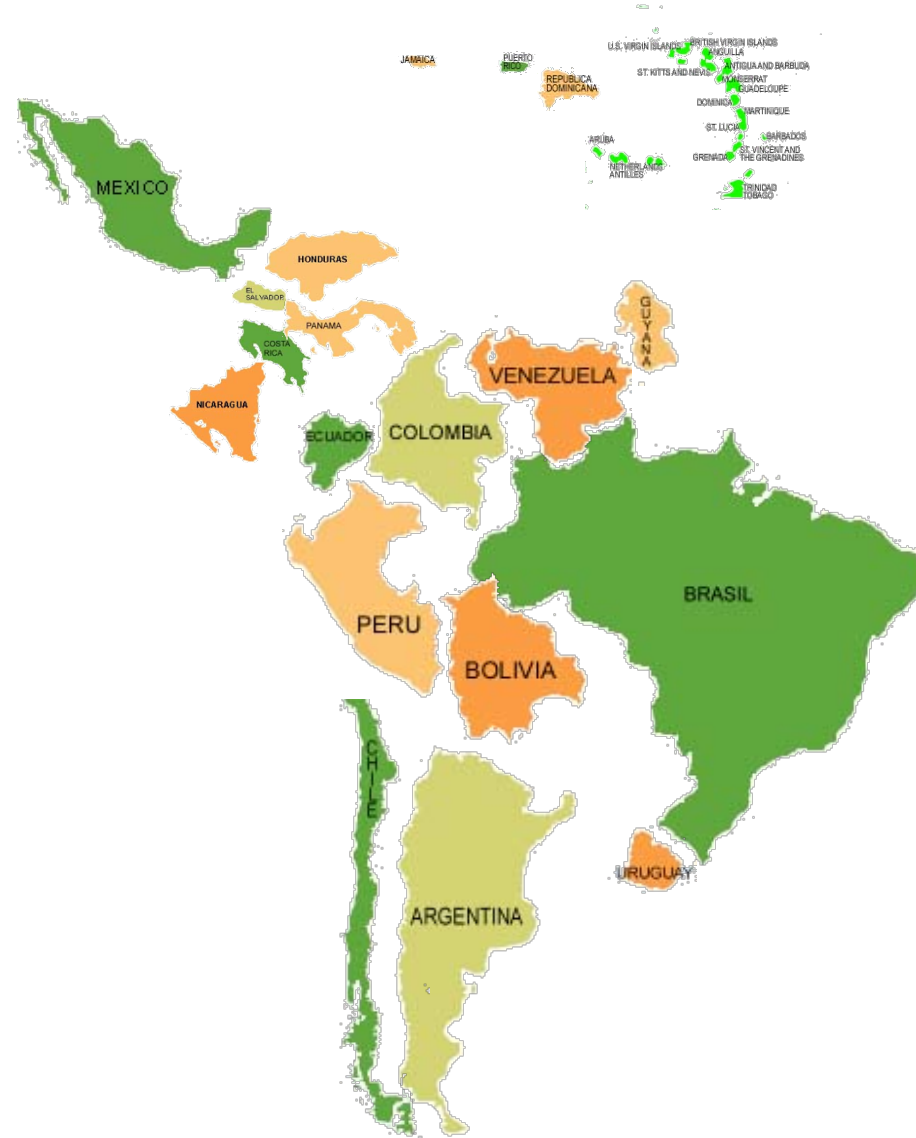 BRITISH VIRGIN ISLANDS
U.S. VIRGIN ISLANDS
ANGUILLA
JAMAICA
PUERTO
RICO
ANTIGUA AND BARBUDA
ST. KITTS AND NEVIS
MONSERRAT
REPUBLICA
DOMINICANA
GUADELOUPE
DOMINICA
MARTINIQUE
ST. LUCIA
BARBADOS
ARUBA
ST. VINCENT AND
THE GRENADINES
GRENADA
NETHERLANDS
ANTILLES
TRINIDAD
TOBAGO
MEXICO
HONDURAS
EL
SALVADOR
PANAMA
GUYANA
COSTA
RICA
VENEZUELA
NICARAGUA
ECUADOR
COLOMBIA
BRASIL
PERU
BOLIVIA
CHILE
URUGUAY
ARGENTINA